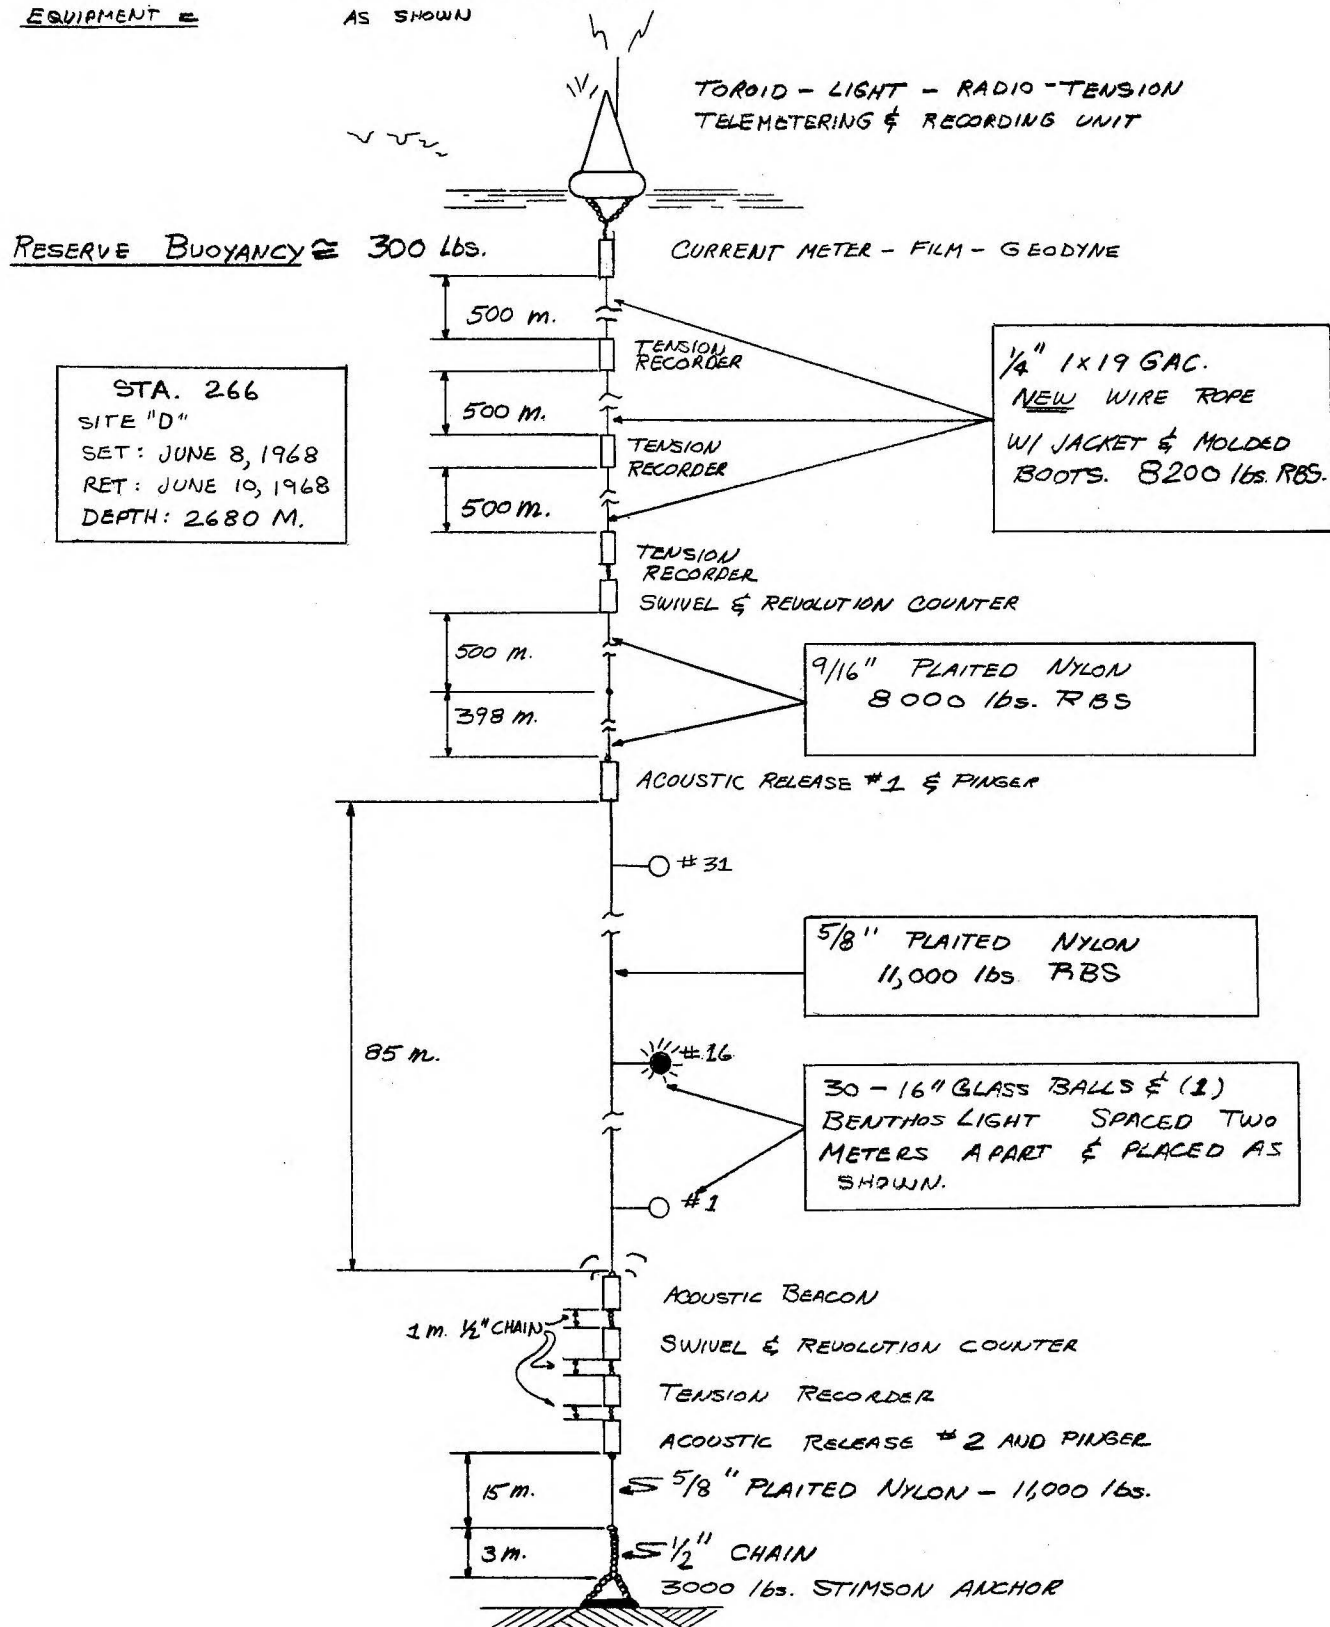 EQUIPMENT = AS SHOWN
TOROID - LIGHT - RADIO - TENSION
TELEMETERING & RECORDING UNIT
RESERVE BUOYANCY ≅ 300 lbs.
CURRENT METER - FILM - GEODYNE
500 m.
TENSION
RECORDER
1/4" 1x19 GAC.
NEW WIRE ROPE
W/ JACKET & MOLDED
BOOTS. 8200 lbs. RBS.
STA. 266
SITE "D"
SET: JUNE 8, 1968
RET: JUNE 10, 1968
DEPTH: 2680 M.
500 m.
TENSION
RECORDER
500 m.
TENSION
RECORDER
SWIVEL & REVOLUTION COUNTER
500 m.
9/16" PLAITED NYLON
8000 lbs. RBS
398 m.
ACOUSTIC RELEASE #1 & PINGER
#31
5/8" PLAITED NYLON
11,000 lbs RBS
85 m.
#16
30 - 16" GLASS BALLS & (1)
BENTHOS LIGHT SPACED TWO
METERS APART & PLACED AS
SHOWN.
#1
ACOUSTIC BEACON
1 m. 1/2" CHAIN
SWIVEL & REVOLUTION COUNTER
TENSION RECORDER
ACOUSTIC RELEASE #2 AND PINGER
15 m.
5/8" PLAITED NYLON - 11,000 lbs.
3 m.
1/2" CHAIN
3000 lbs. STIMSON ANCHOR